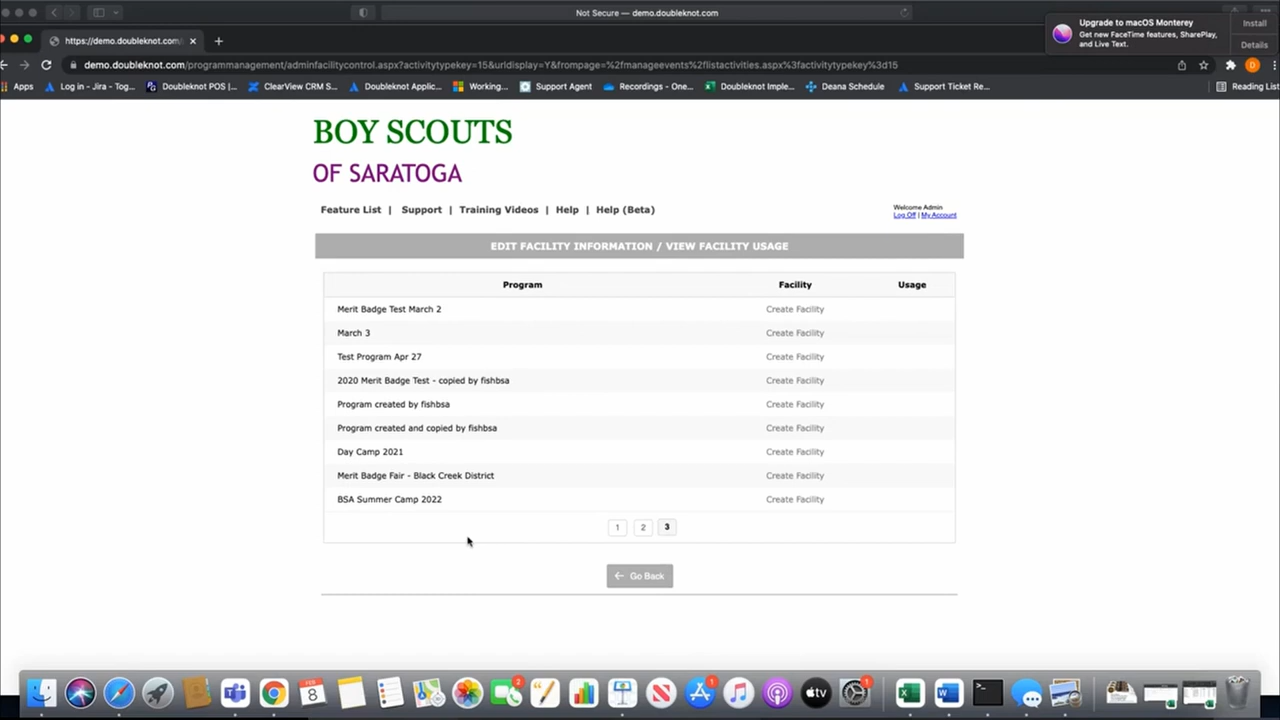 Not Secure — demo.doubleknot.com
Upgrade to macOS Monterey
Get new FaceTime features, SharePlay, and Live Text.
Install
Details
https://demo.doubleknot.com/
demo.doubleknot.com/programmanagement/adminfacilitycontrol.aspx?activitytypekey=15&urldisplay=Y&frompage=%2fmanageevents%2flistactivities.aspx%3factivitytypekey%3d15
Apps
Log in - Jira - Tog...
Doubleknot POS |...
ClearView CRM S...
Doubleknot Applic...
Working...
Support Agent
Recordings - One...
Doubleknot Imple...
Deana Schedule
Support Ticket Re...
Reading List
BOY SCOUTS
OF SARATOGA
Feature List | Support | Training Videos | Help | Help (Beta)
Welcome Admin
Log Off | My Account
EDIT FACILITY INFORMATION / VIEW FACILITY USAGE
Program Facility Usage
Merit Badge Test March 2 Create Facility
March 3 Create Facility
Test Program Apr 27 Create Facility
2020 Merit Badge Test - copied by fishbsa Create Facility
Program created by fishbsa Create Facility
Program created and copied by fishbsa Create Facility
Day Camp 2021 Create Facility
Merit Badge Fair - Black Creek District Create Facility
BSA Summer Camp 2022 Create Facility
1 2 3
← Go Back
FEB
8
2
1
tv
1